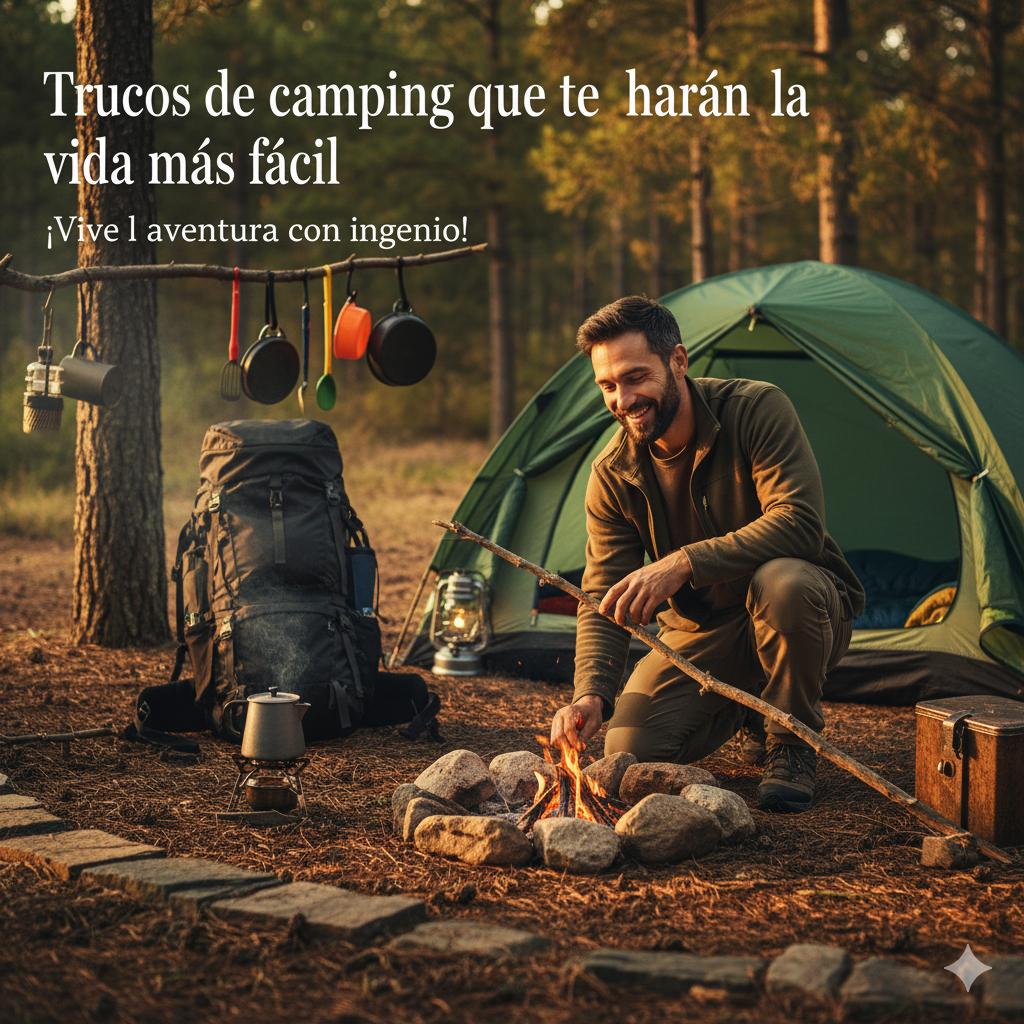 Trucos de camping que te harán la
vida más fácil
¡Vive l aventura con ingenio!